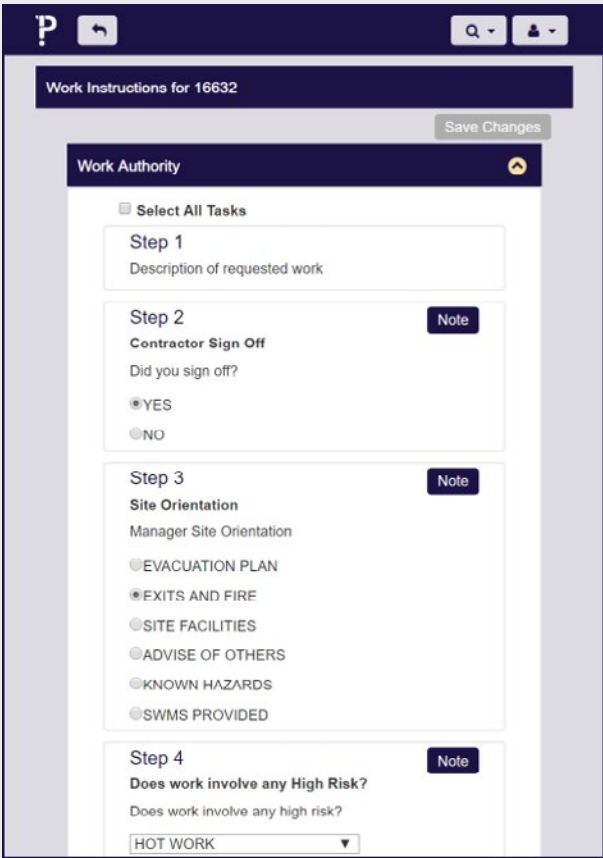 Work Instructions for 16632
Save Changes
Work Authority
Select All Tasks
Step 1
Description of requested work
Step 2
Note
Contractor Sign Off
Did you sign off?
YES
NO
Step 3
Note
Site Orientation
Manager Site Orientation
EVACUATION PLAN
EXITS AND FIRE
SITE FACILITIES
ADVISE OF OTHERS
KNOWN HAZARDS
SWMS PROVIDED
Step 4
Note
Does work involve any High Risk?
Does work involve any high risk?
HOT WORK